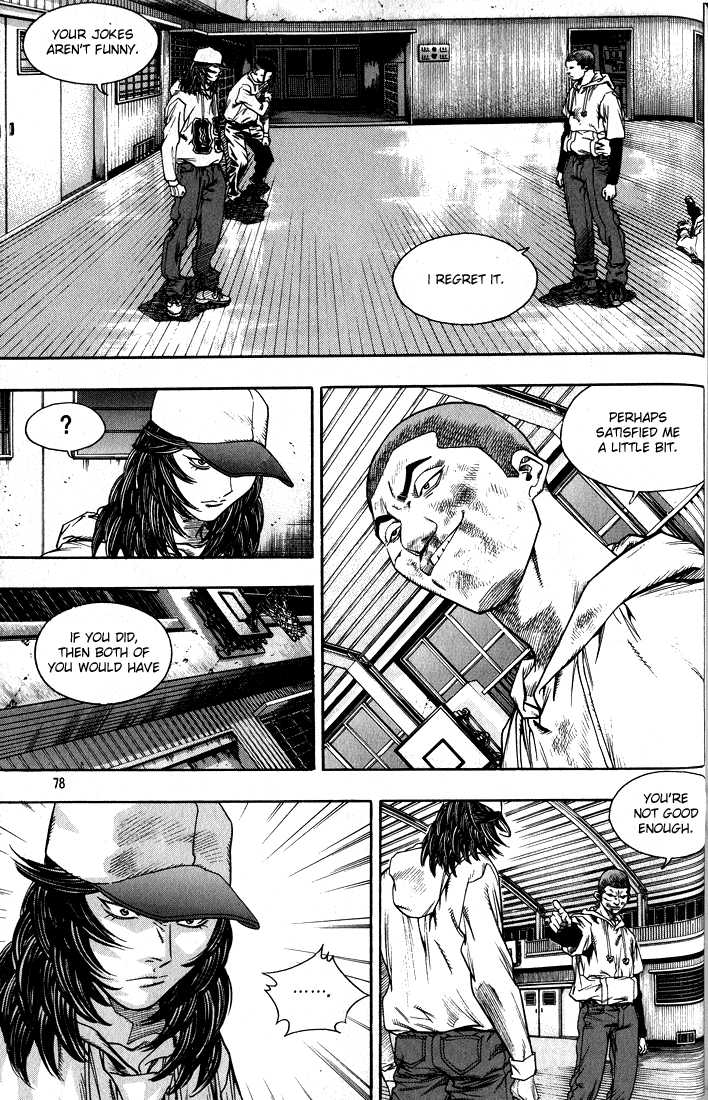 YOUR JOKES
AREN'T FUNNY.
I REGRET IT.
?
IF YOU DID,
THEN BOTH OF
YOU WOULD HAVE
PERHAPS
SATISFIED ME
A LITTLE BIT.
78
.......
YOU'RE
NOT GOOD
ENOUGH.